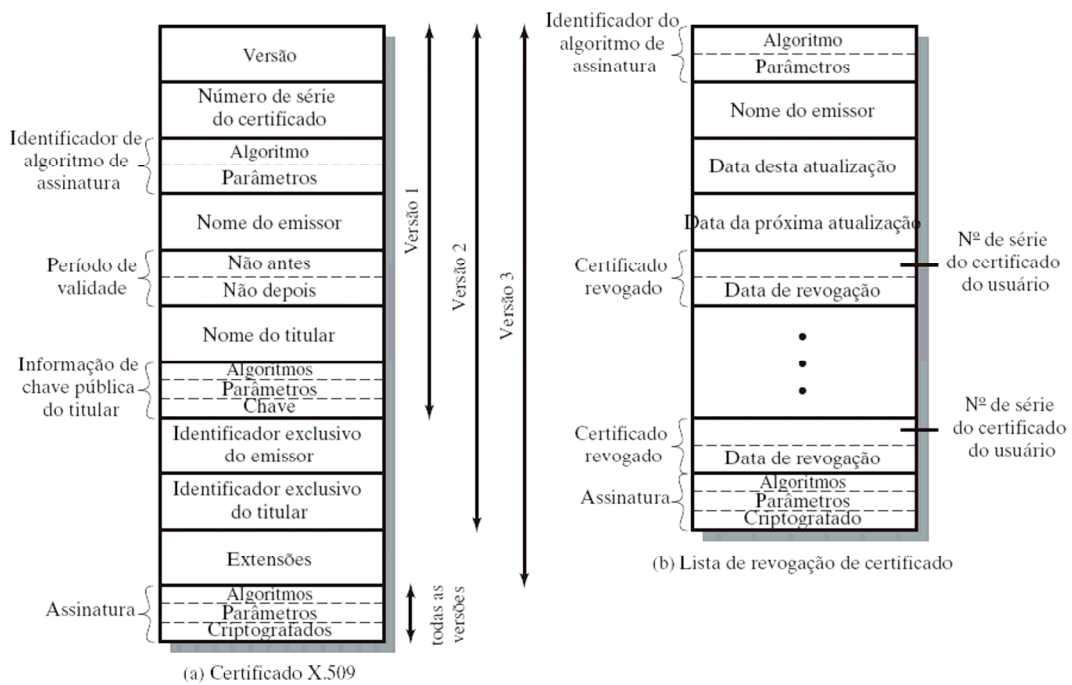 Versão
Número de série
do certificado
Identificador de
algoritmo de
assinatura
Algoritmo
Parâmetros
Nome do emissor
Período de
validade
Não antes
Não depois
Nome do titular
Informação de
chave pública
do titular
Algoritmos
Parâmetros
Chave
Identificador exclusivo
do emissor
Identificador exclusivo
do titular
Extensões
Assinatura
Algoritmos
Parâmetros
Criptografados
Versão 1
Versão 2
Versão 3
todas as
versões
(a) Certificado X.509
Identificador do
algoritmo de
assinatura
Algoritmo
Parâmetros
Nome do emissor
Data desta atualização
Data da próxima atualização
Certificado
revogado
Nº de série
do certificado
do usuário
Data de revogação
Certificado
revogado
Nº de série
do certificado
do usuário
Data de revogação
Assinatura
Algoritmos
Parâmetros
Criptografado
(b) Lista de revogação de certificado